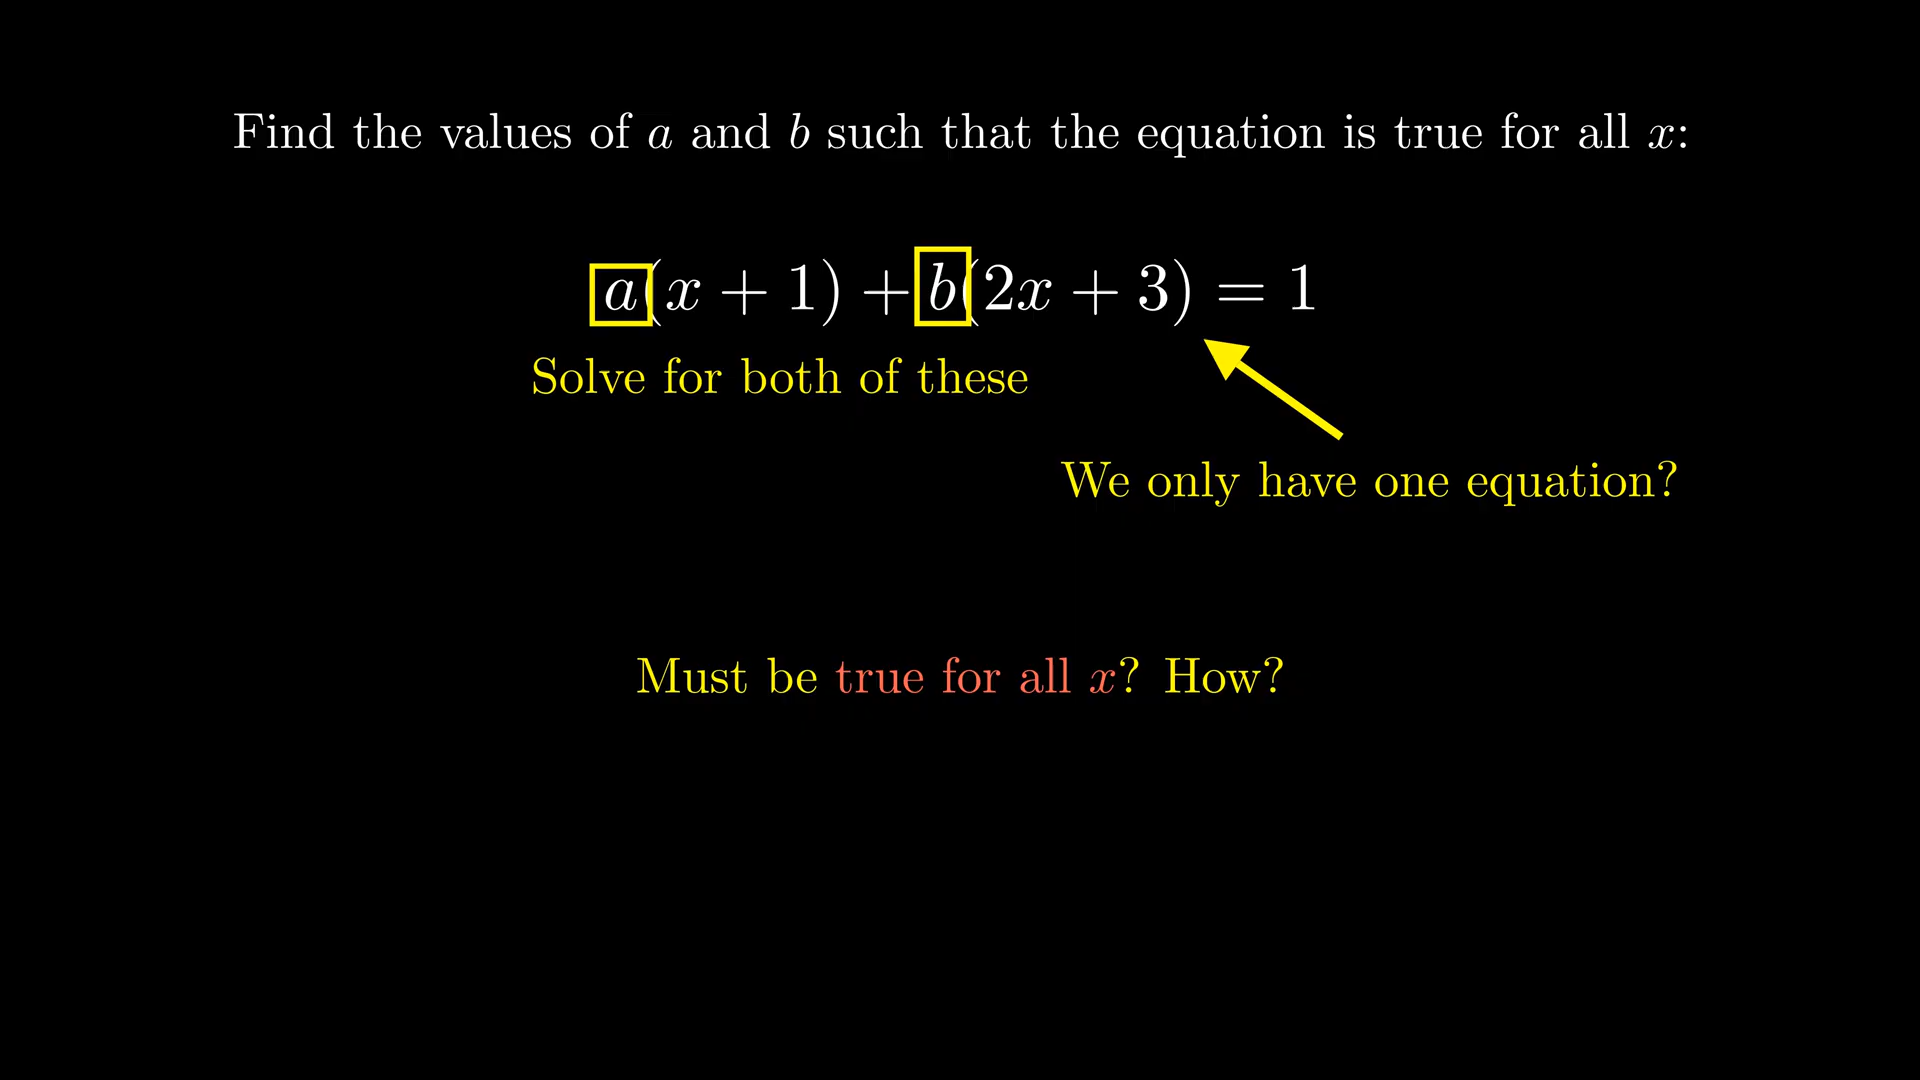 Find the values of a and b such that the equation is true for all x:
a(x + 1) + b(2x + 3) = 1
Solve for both of these
We only have one equation?
Must be true for all x? How?